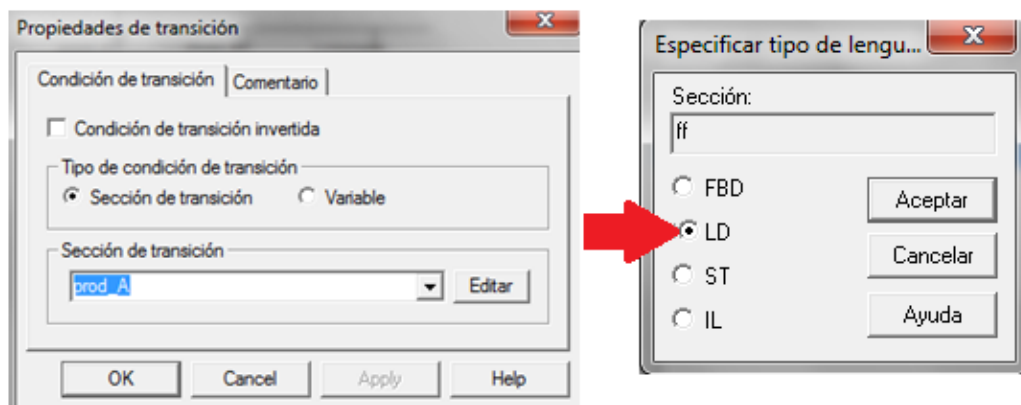 Propiedades de transición
Condición de transición
Comentario
Condición de transición invertida
Tipo de condición de transición
Sección de transición
Variable
Sección de transición
prod_A
Editar
OK
Cancel
Apply
Help
Especificar tipo de lengu...
Sección:
ff
FBD
LD
ST
IL
Aceptar
Cancelar
Ayuda